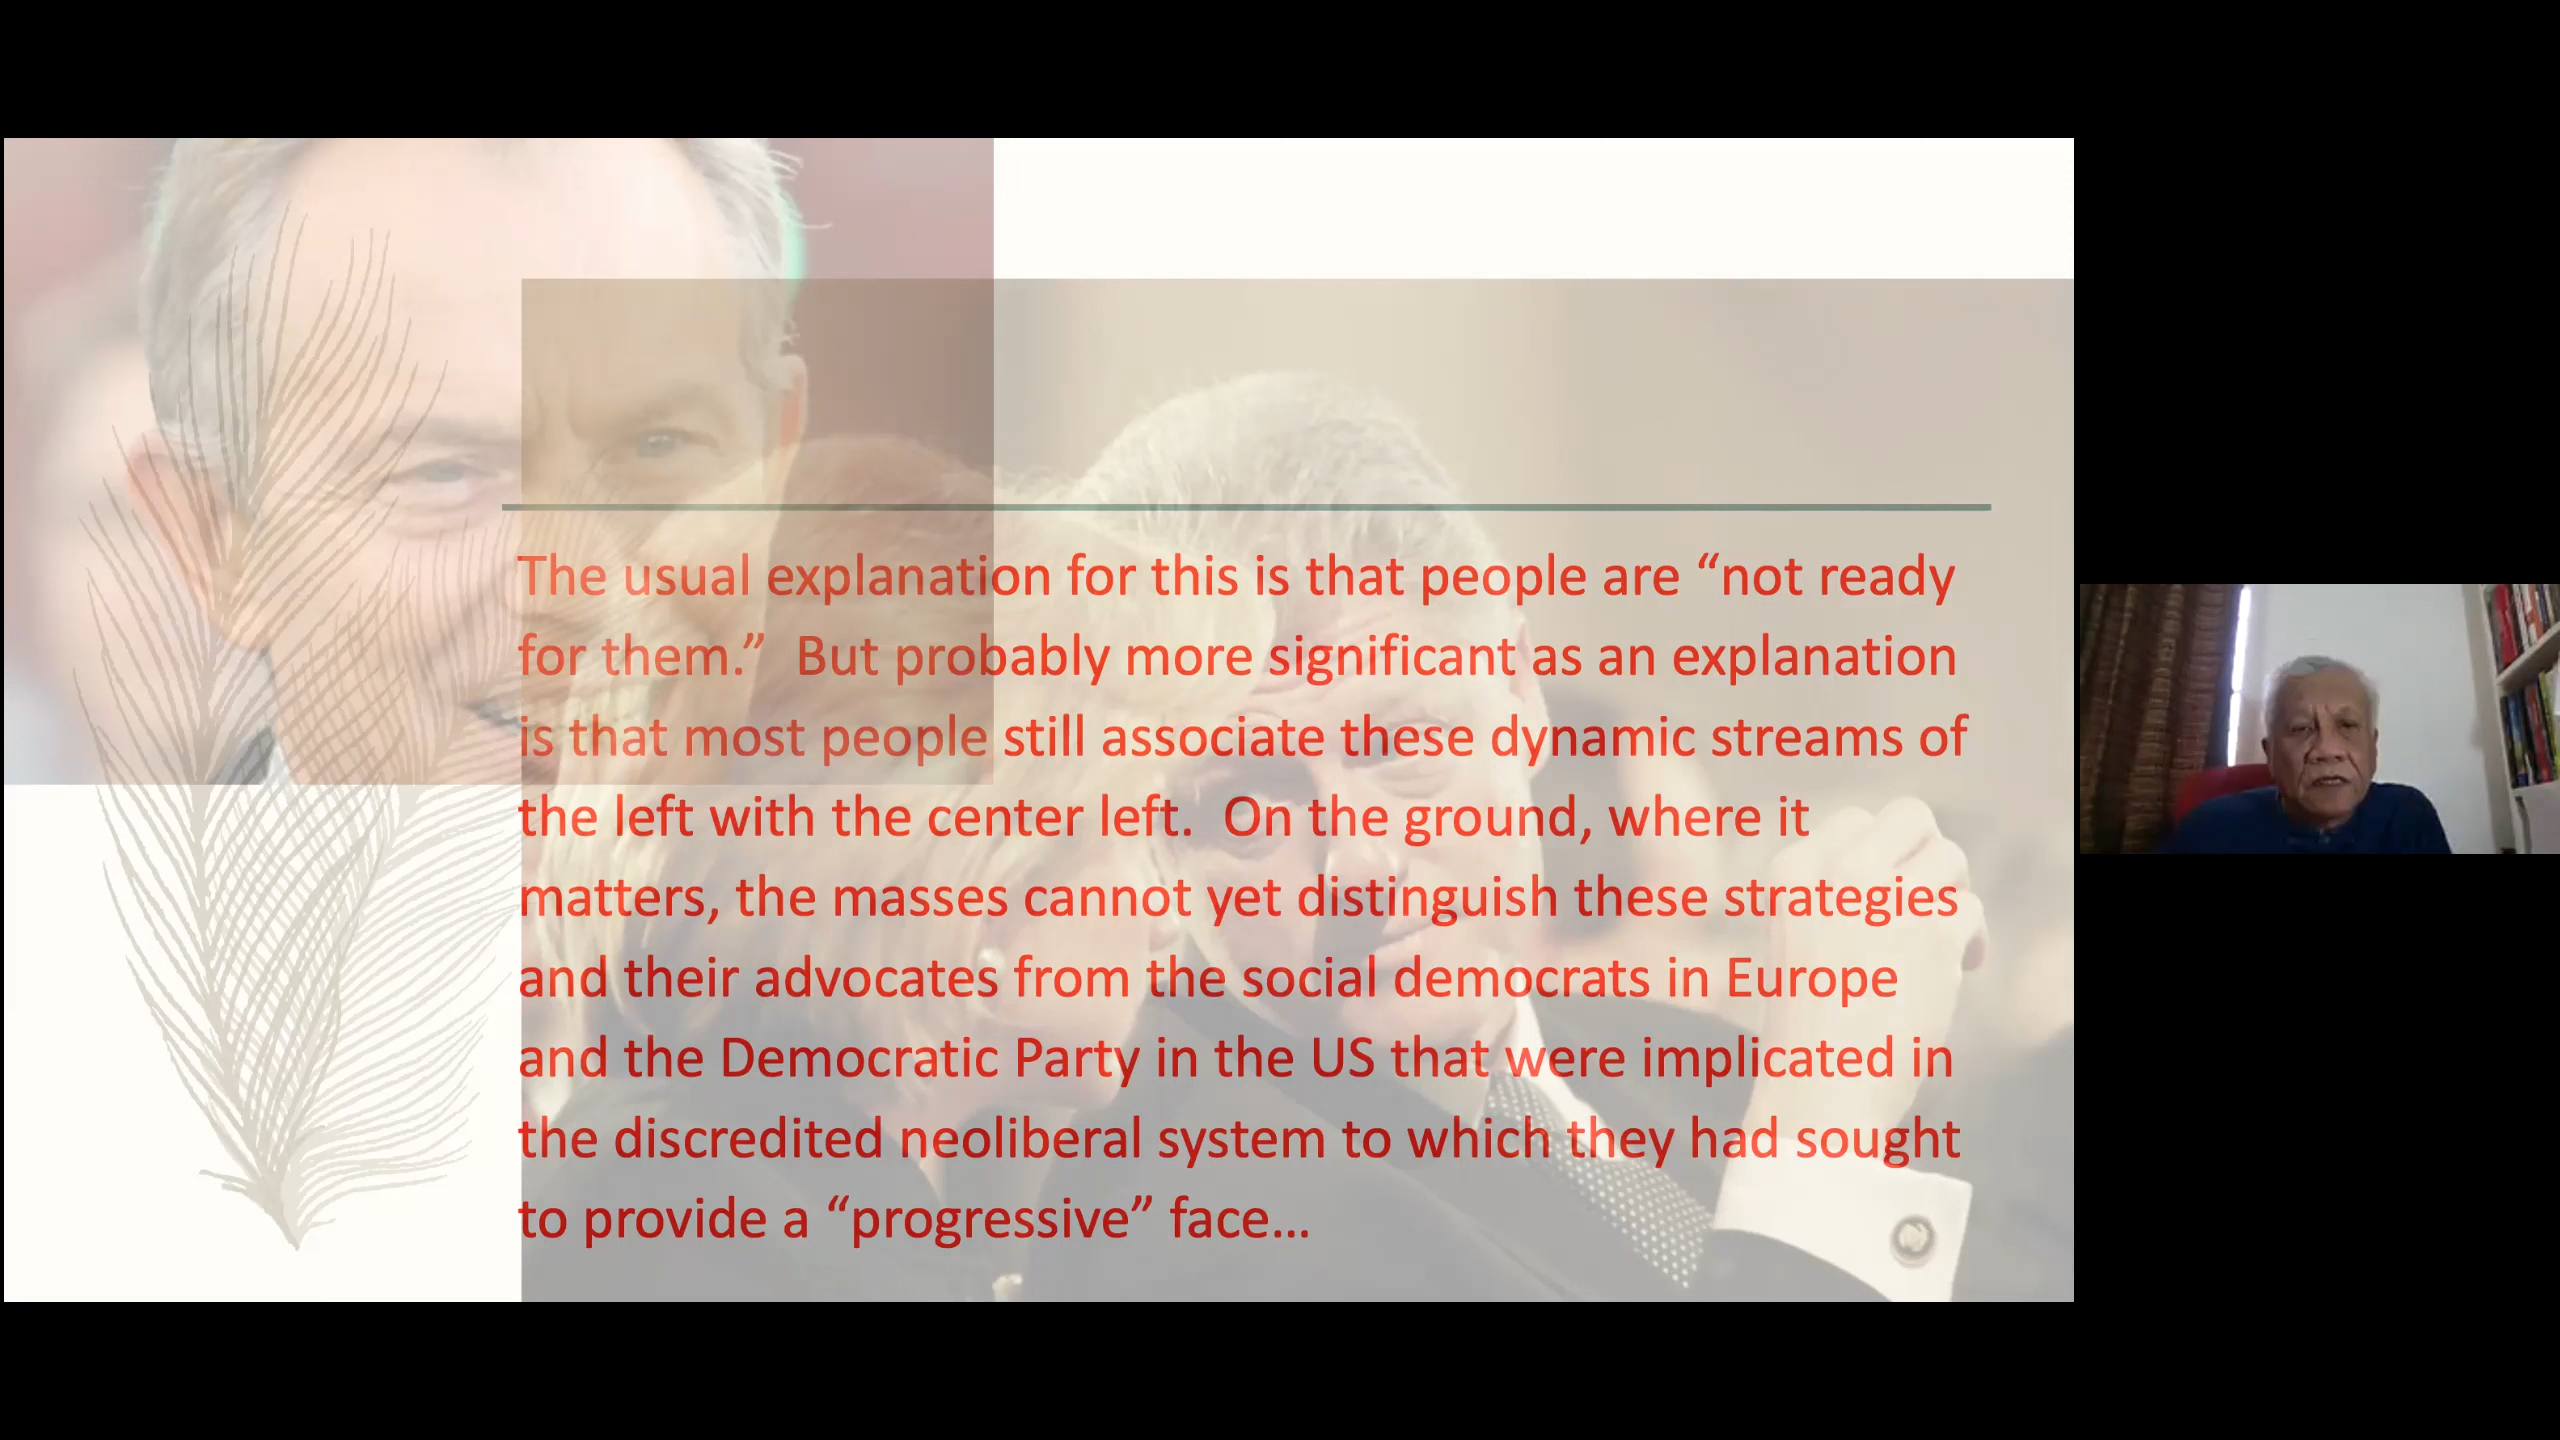 The usual explanation for this is that people are “not ready
for them.”  But probably more significant as an explanation
is that most people still associate these dynamic streams of
the left with the center left.  On the ground, where it
matters, the masses cannot yet distinguish these strategies
and their advocates from the social democrats in Europe
and the Democratic Party in the US that were implicated in
the discredited neoliberal system to which they had sought
to provide a “progressive” face…